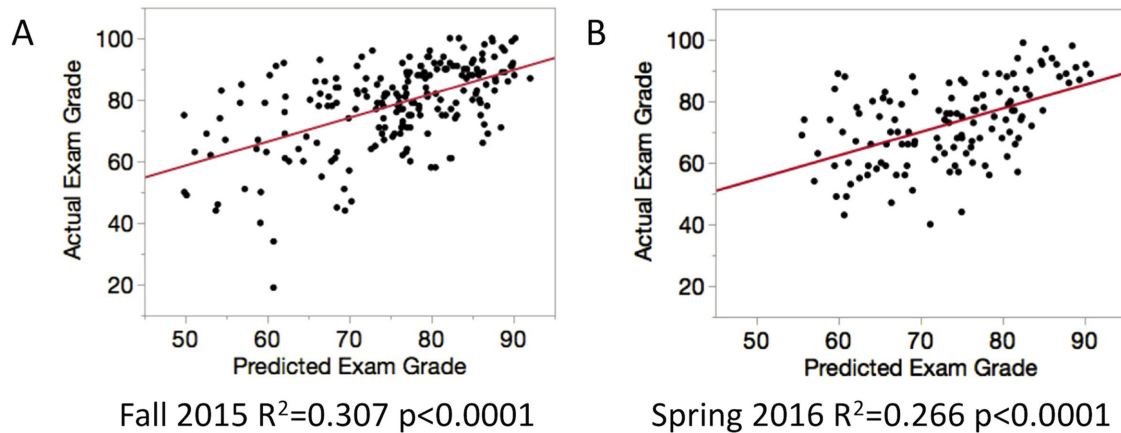 A
Actual Exam Grade
100
80
60
40
20
50 60 70 80 90
Predicted Exam Grade
Fall 2015 R²=0.307 p<0.0001
B
Actual Exam Grade
100
80
60
40
20
50 60 70 80 90
Predicted Exam Grade
Spring 2016 R²=0.266 p<0.0001